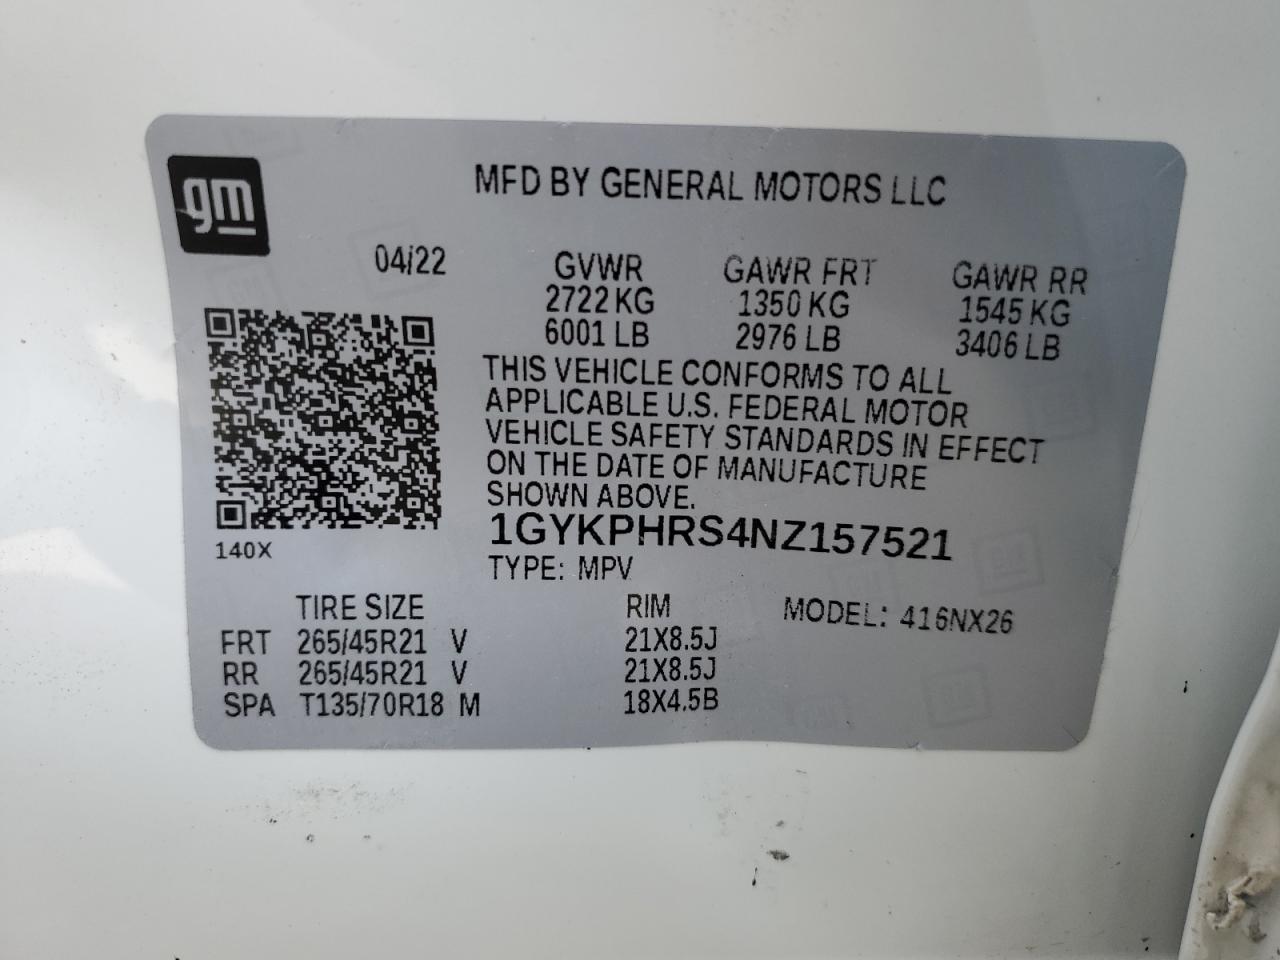 gm
MFD BY GENERAL MOTORS LLC
04/22 GVWR GAWR FRT GAWR RR
2722 KG 1350 KG 1545 KG
6001 LB 2976 LB 3406 LB
THIS VEHICLE CONFORMS TO ALL
APPLICABLE U.S. FEDERAL MOTOR
VEHICLE SAFETY STANDARDS IN EFFECT
ON THE DATE OF MANUFACTURE
SHOWN ABOVE.
1GYKPHRS4NZ157521
140X
TYPE: MPV
TIRE SIZE RIM MODEL: 416NX26
FRT 265/45R21 V 21X8.5J
RR 265/45R21 V 21X8.5J
SPA T135/70R18 M 18X4.5B